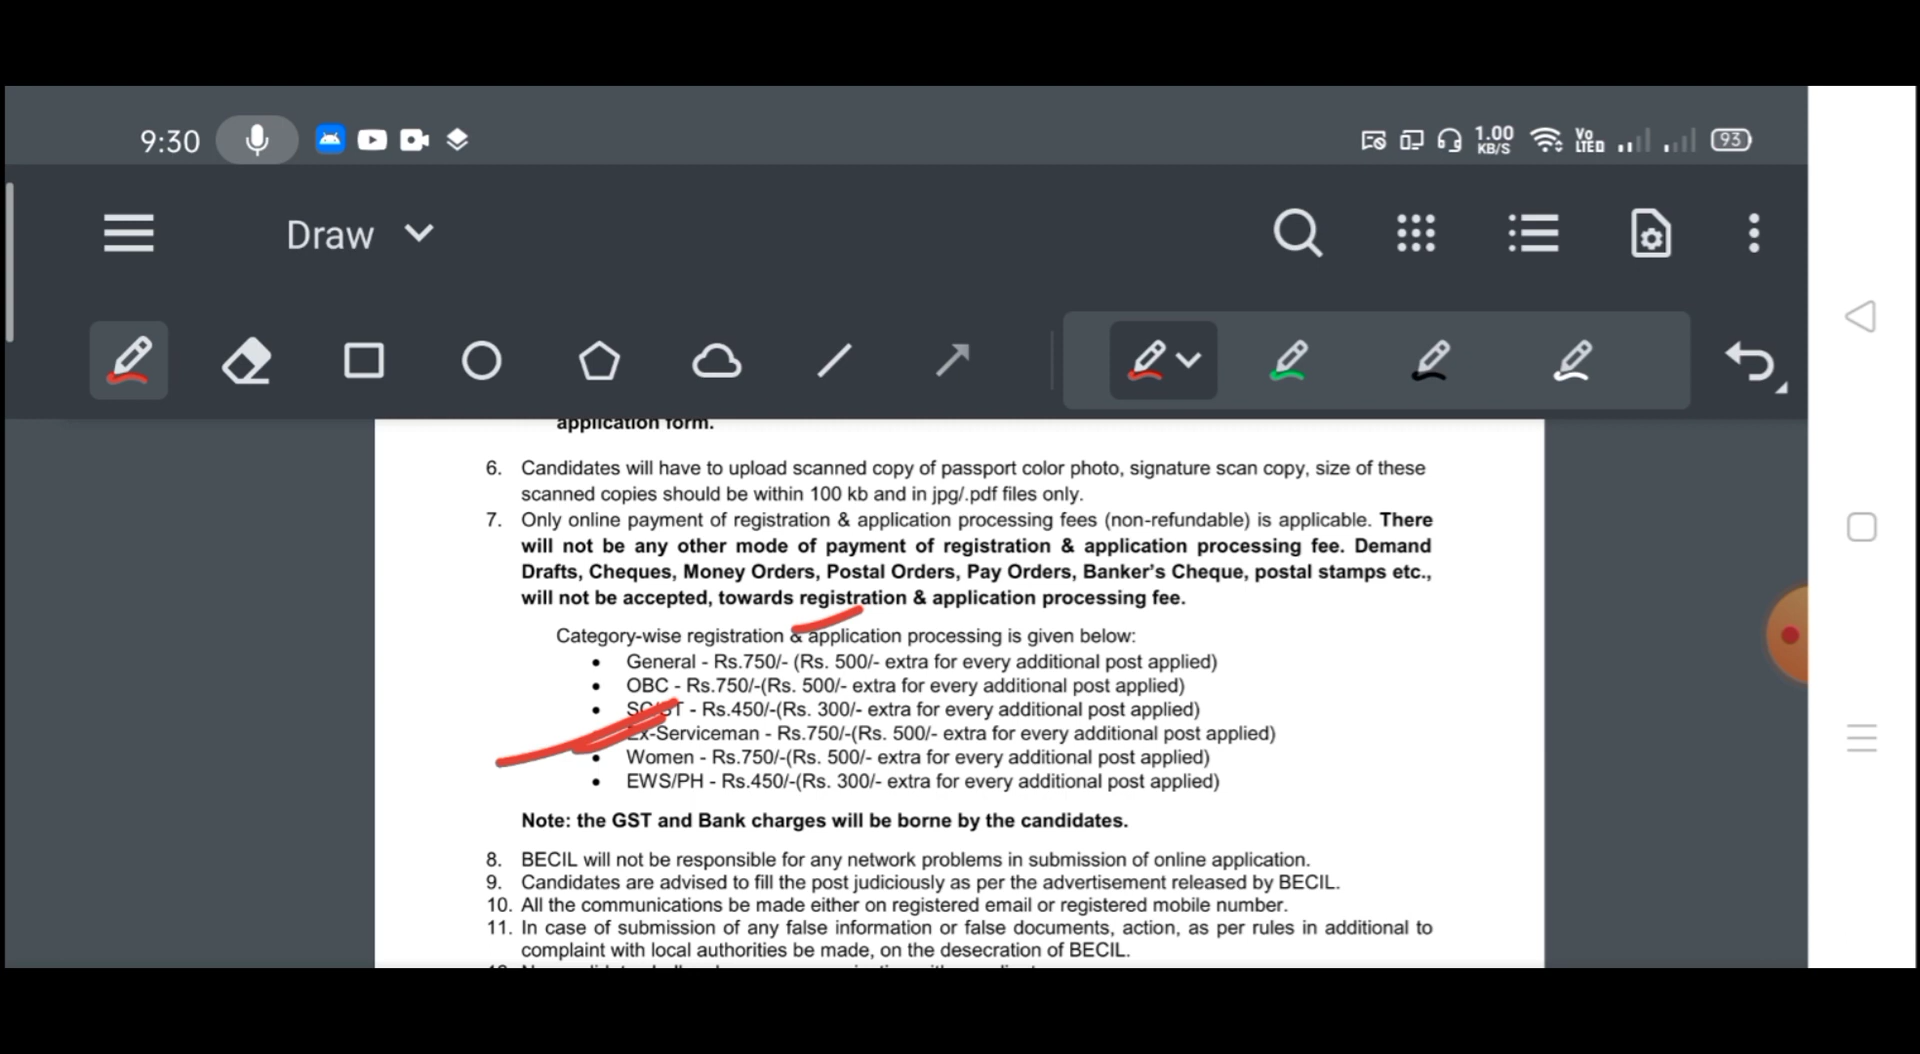 9:30
1.00
KB/S
Vo
LTE
93
Draw
application form.
6. Candidates will have to upload scanned copy of passport color photo, signature scan copy, size of these
scanned copies should be within 100 kb and in jpg/.pdf files only.
7. Only online payment of registration & application processing fees (non-refundable) is applicable. There
will not be any other mode of payment of registration & application processing fee. Demand
Drafts, Cheques, Money Orders, Postal Orders, Pay Orders, Banker's Cheque, postal stamps etc.,
will not be accepted, towards registration & application processing fee.
Category-wise registration & application processing is given below:
• General - Rs.750/- (Rs. 500/- extra for every additional post applied)
• OBC - Rs.750/-(Rs. 500/- extra for every additional post applied)
• SC/ST - Rs.450/-(Rs. 300/- extra for every additional post applied)
Ex-Serviceman - Rs.750/-(Rs. 500/- extra for every additional post applied)
• Women - Rs.750/-(Rs. 500/- extra for every additional post applied)
• EWS/PH - Rs.450/-(Rs. 300/- extra for every additional post applied)
Note: the GST and Bank charges will be borne by the candidates.
8. BECIL will not be responsible for any network problems in submission of online application.
9. Candidates are advised to fill the post judiciously as per the advertisement released by BECIL.
10. All the communications be made either on registered email or registered mobile number.
11. In case of submission of any false information or false documents, action, as per rules in additional to
complaint with local authorities be made, on the desecration of BECIL.